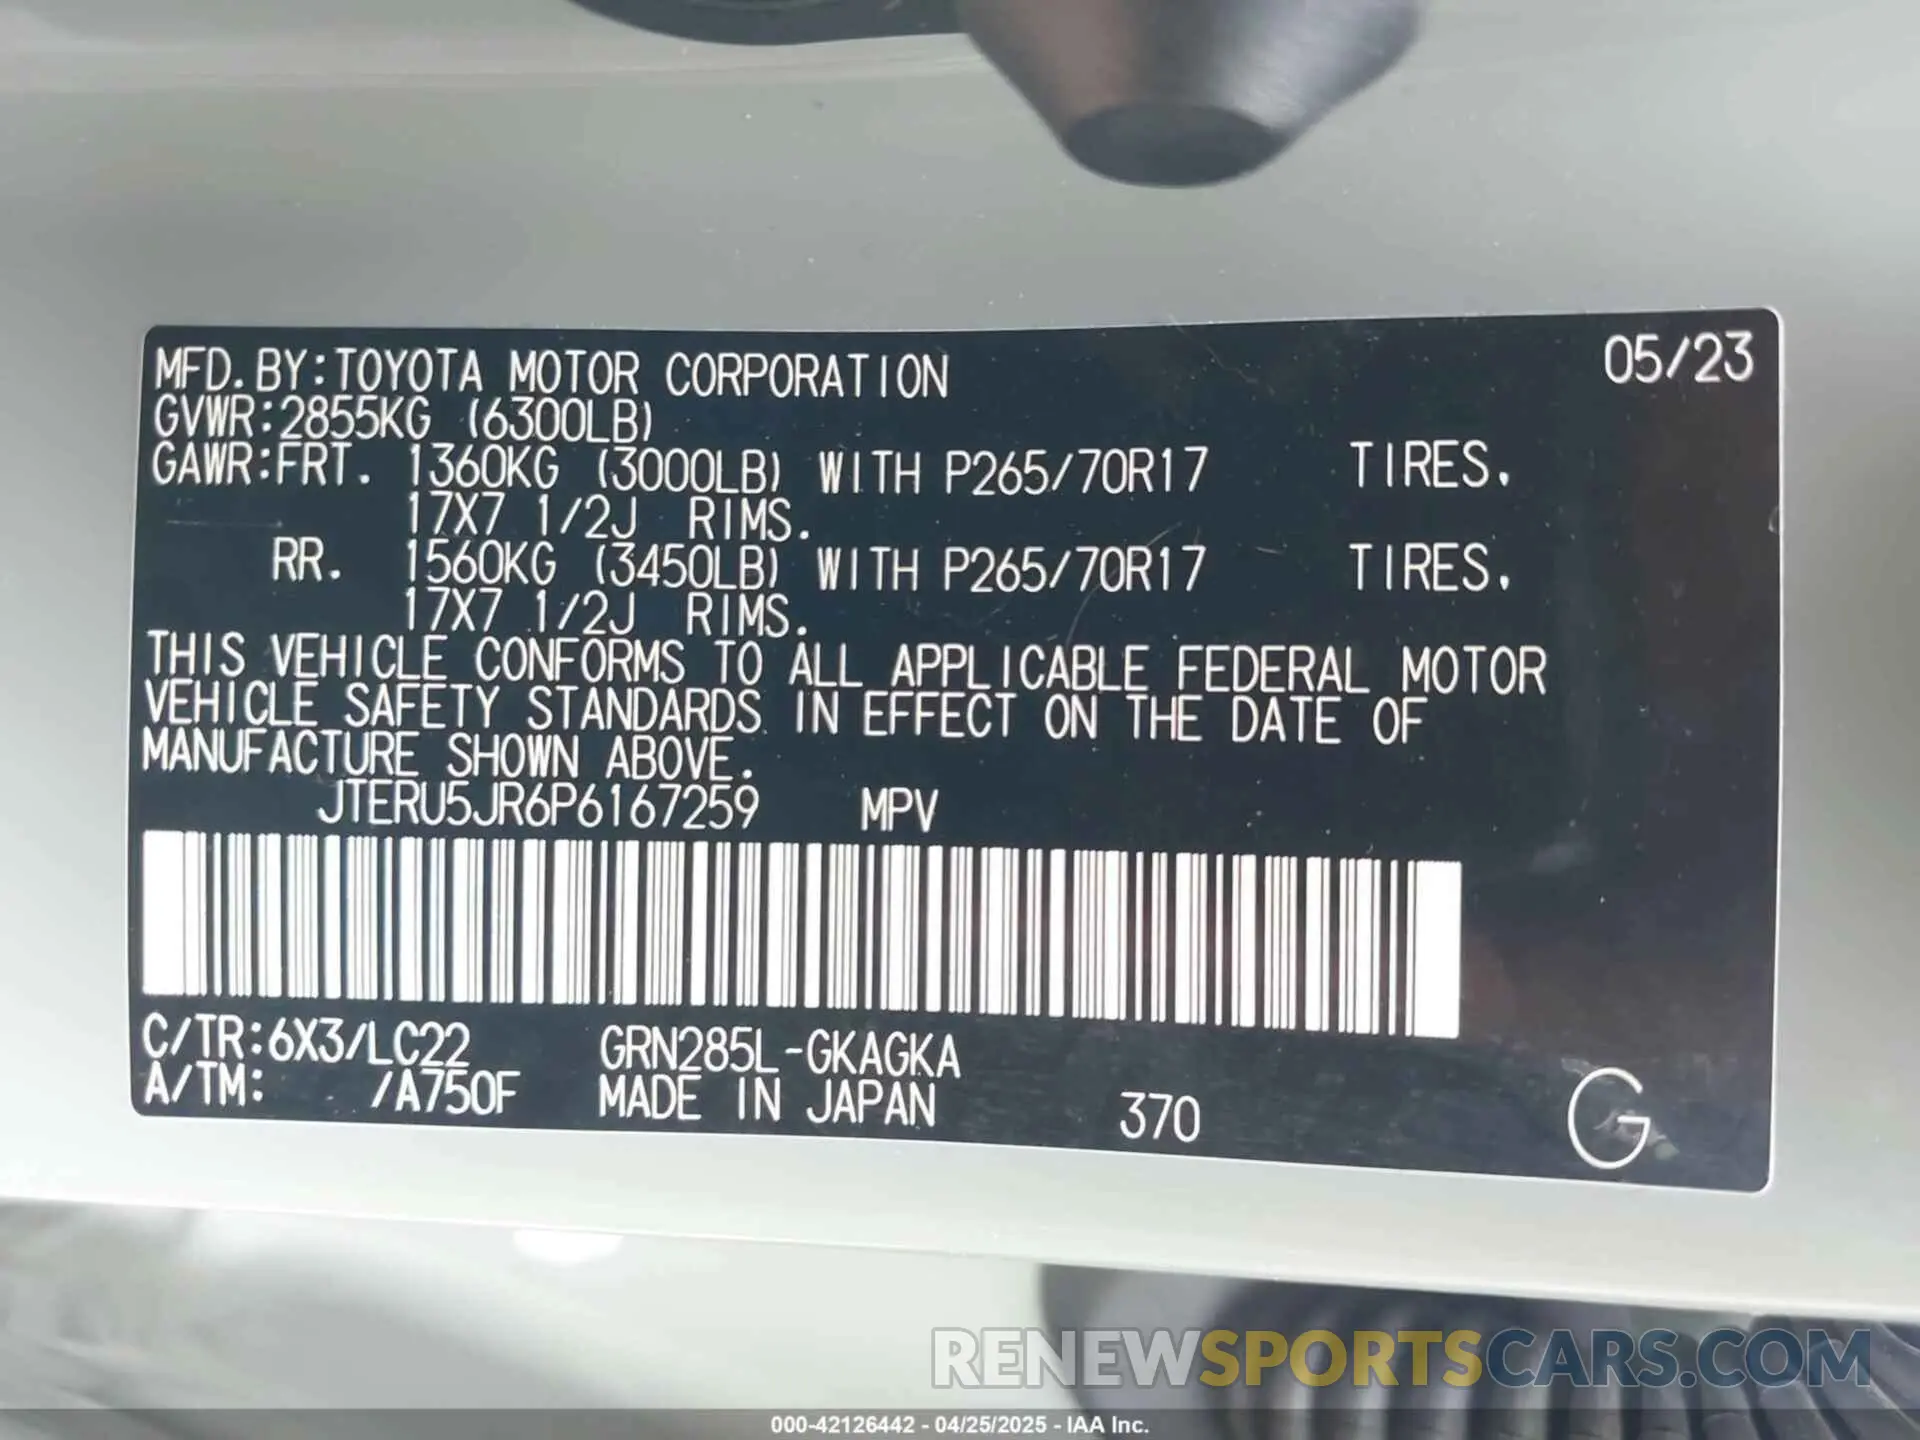 MFD.BY:TOYOTA MOTOR CORPORATION 05/23
GVWR:2855KG (6300LB)
GAWR:FRT. 1360KG (3000LB) WITH P265/70R17 TIRES,
17X7 1/2J RIMS.
RR. 1560KG (3450LB) WITH P265/70R17 TIRES,
17X7 1/2J RIMS.
THIS VEHICLE CONFORMS TO ALL APPLICABLE FEDERAL MOTOR
VEHICLE SAFETY STANDARDS IN EFFECT ON THE DATE OF
MANUFACTURE SHOWN ABOVE.
JTERU5JR6P6167259 MPV
C/TR:6X3/LC22 GRN285L-GKAGKA
A/TM: /A750F MADE IN JAPAN 370 G
RENEWSPORTSCARS.COM
000-42126442 - 04/25/2025 - IAA Inc.